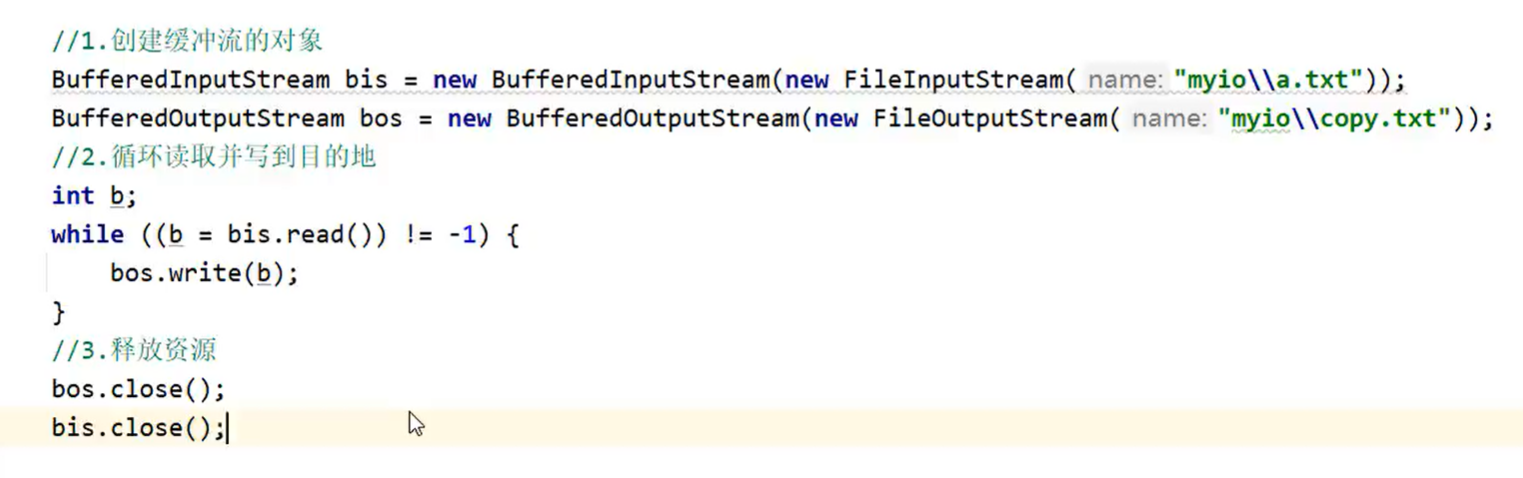 //1.创建缓冲流的对象
BufferedInputStream bis = new BufferedInputStream(new FileInputStream( name: "myio\\a.txt"));
BufferedOutputStream bos = new BufferedOutputStream(new FileOutputStream( name: "myio\\copy.txt"));
//2.循环读取并写到目的地
int b;
while ((b = bis.read()) != -1) {
    bos.write(b);
}
//3.释放资源
bos.close();
bis.close();